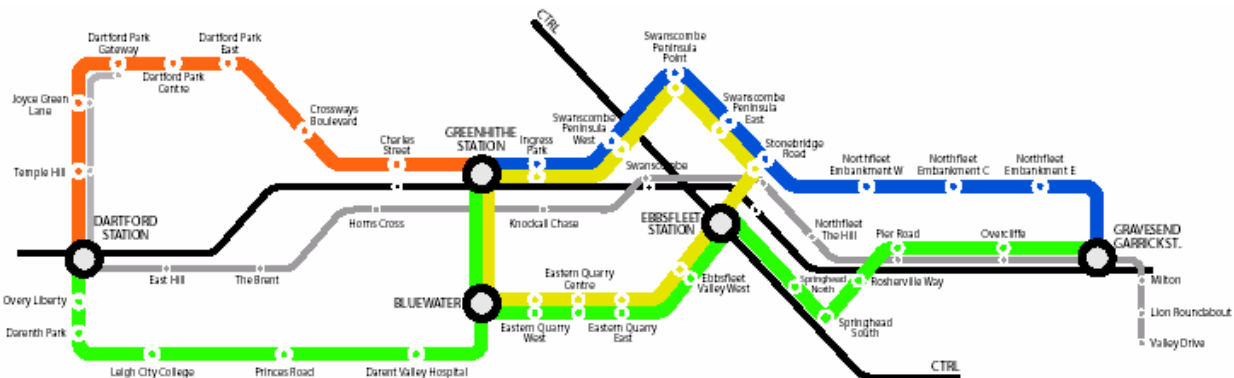 CTRL
Swanscombe
Peninsula
Point
Dartford Park
Gateway
Dartford Park
East
Dartford Park
Centre
Joyce Green
Lane
Crossways
Boulevard
Swanscombe
Peninsula
East
Swanscombe
Peninsula
West
GREENHITHE
STATION
Ingress
Park
Charles
Street
Stonebridge
Road
Temple Hill
Swanscombe
Northfleet
Embankment W
Northfleet
Embankment C
Northfleet
Embankment E
DARTFORD
STATION
Horns Cross
Knockall Chase
EBBSFLEET
STATION
Northfleet
The Hill
Pier Road
Overcliffe
GRAVESEND
GARRICK ST.
East Hill
The Brent
Eastern Quarry
Centre
Ebbsfleet
Valley West
Springhead
North
Rosherville Way
Milton
Overy Liberty
BLUEWATER
Darenth Park
Eastern Quarry
West
Eastern Quarry
East
Springhead
South
Lion Roundabout
Valley Drive
Leigh City College
Princes Road
Darent Valley Hospital
CTRL